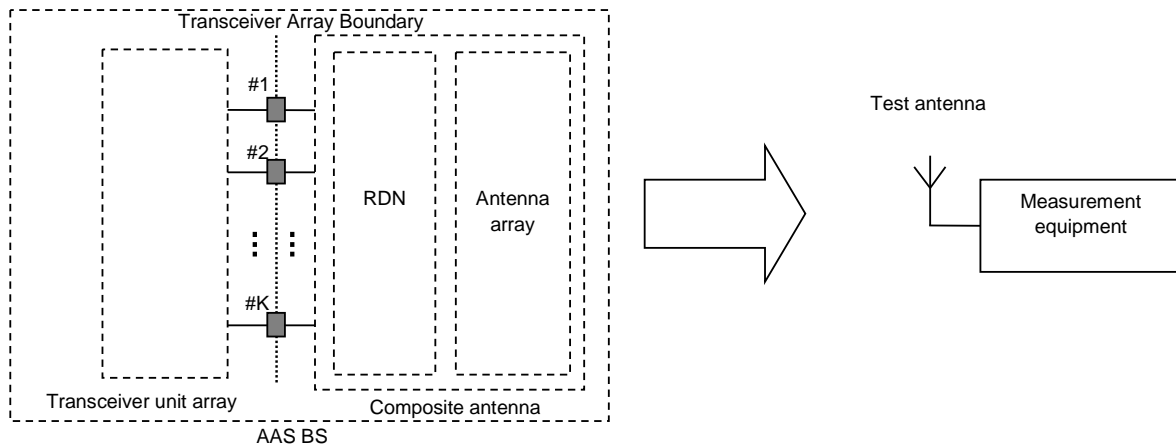 Transceiver Array Boundary
#1
#2
#K
RDN
Antenna
array
Transceiver unit array
Composite antenna
AAS BS
Test antenna
Measurement
equipment